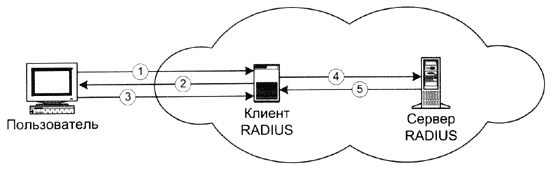 1
2
3
4
5
Пользователь
Клиент
RADIUS
Сервер
RADIUS